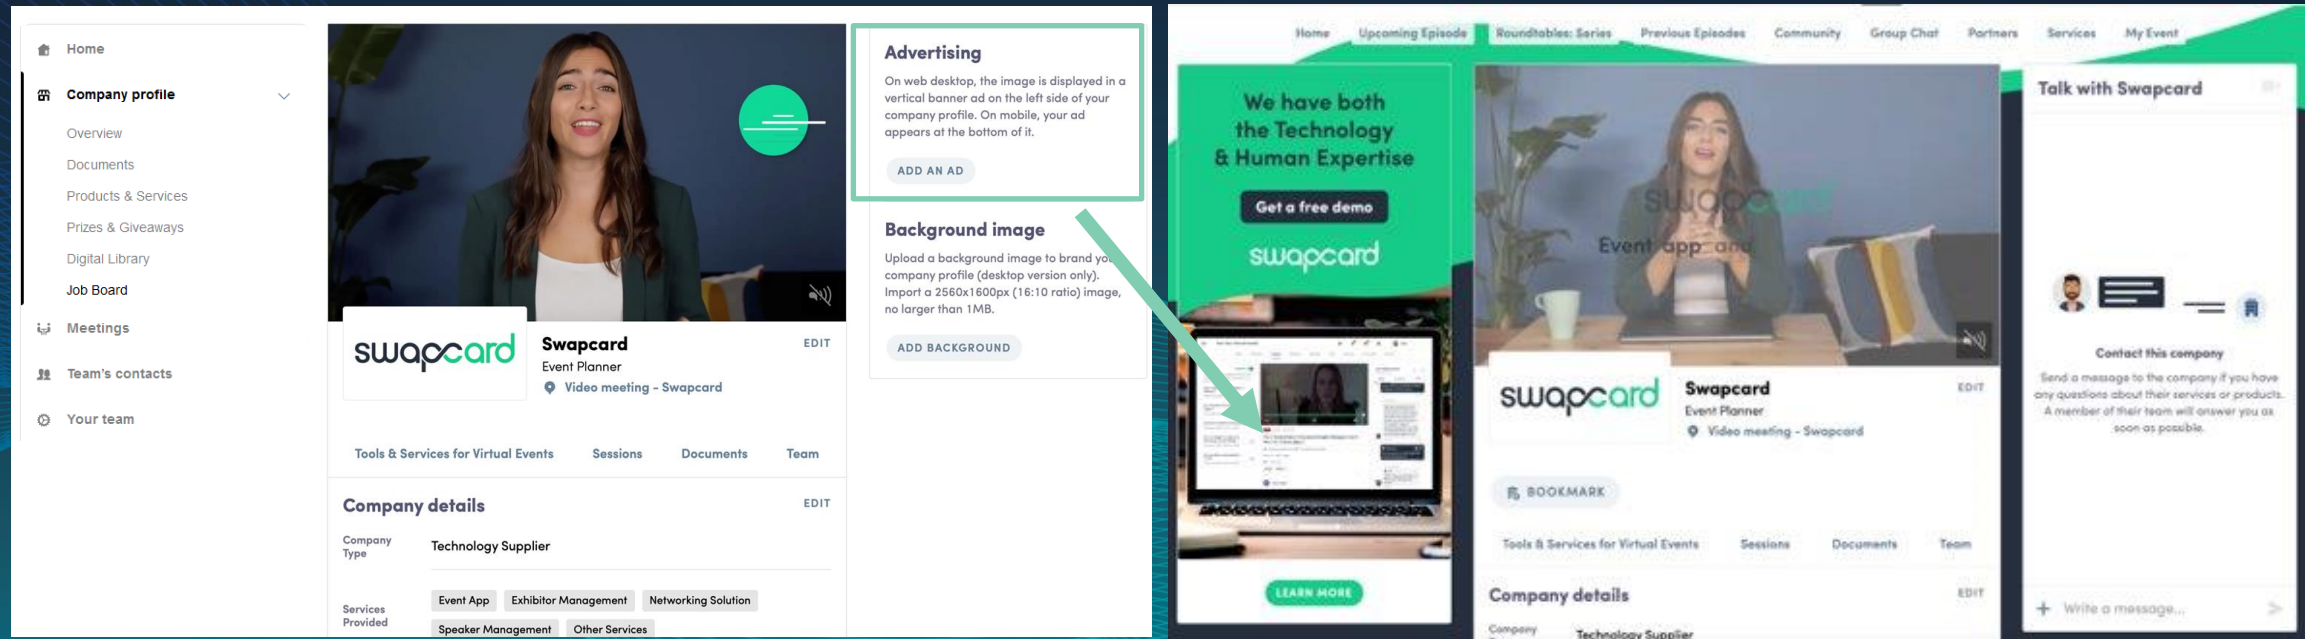 Home
Company profile
Overview
Documents
Products & Services
Prizes & Giveaways
Digital Library
Job Board
Meetings
Team's contacts
Your team
swapcard
Swapcard
EDIT
Event Planner
Video meeting - Swapcard
Tools & Services for Virtual Events
Sessions
Documents
Team
Company details
EDIT
Company
Type
Technology Supplier
Services
Provided
Event App
Exhibitor Management
Networking Solution
Speaker Management
Other Services
Advertising
On web desktop, the image is displayed in a
vertical banner ad on the left side of your
company profile. On mobile, your ad
appears at the bottom of it.
ADD AN AD
Background image
Upload a background image to brand
company profile (desktop version only).
Import a 2560x1600px (16:10 ratio) image,
no larger than 1MB.
ADD BACKGROUND
Home
Upcoming Episode
Roundtables: Series
Previous Episodes
Community
Group Chat
Partners
Services
My Event
We have both
the Technology
& Human Expertise
Get a free demo
swapcard
LEARN MORE
swapcard
Event app and
swapcard
Swapcard
EDIT
Event Planner
Video meeting - Swapcard
BOOKMARK
Tools & Services for Virtual Events
Sessions
Documents
Team
Company details
EDIT
Company
Technology Supplier
Talk with Swapcard
Contact this company
Send a message to the company if you have
any questions about their services or products.
A member of their team will answer you as
soon as possible.
Write a message...